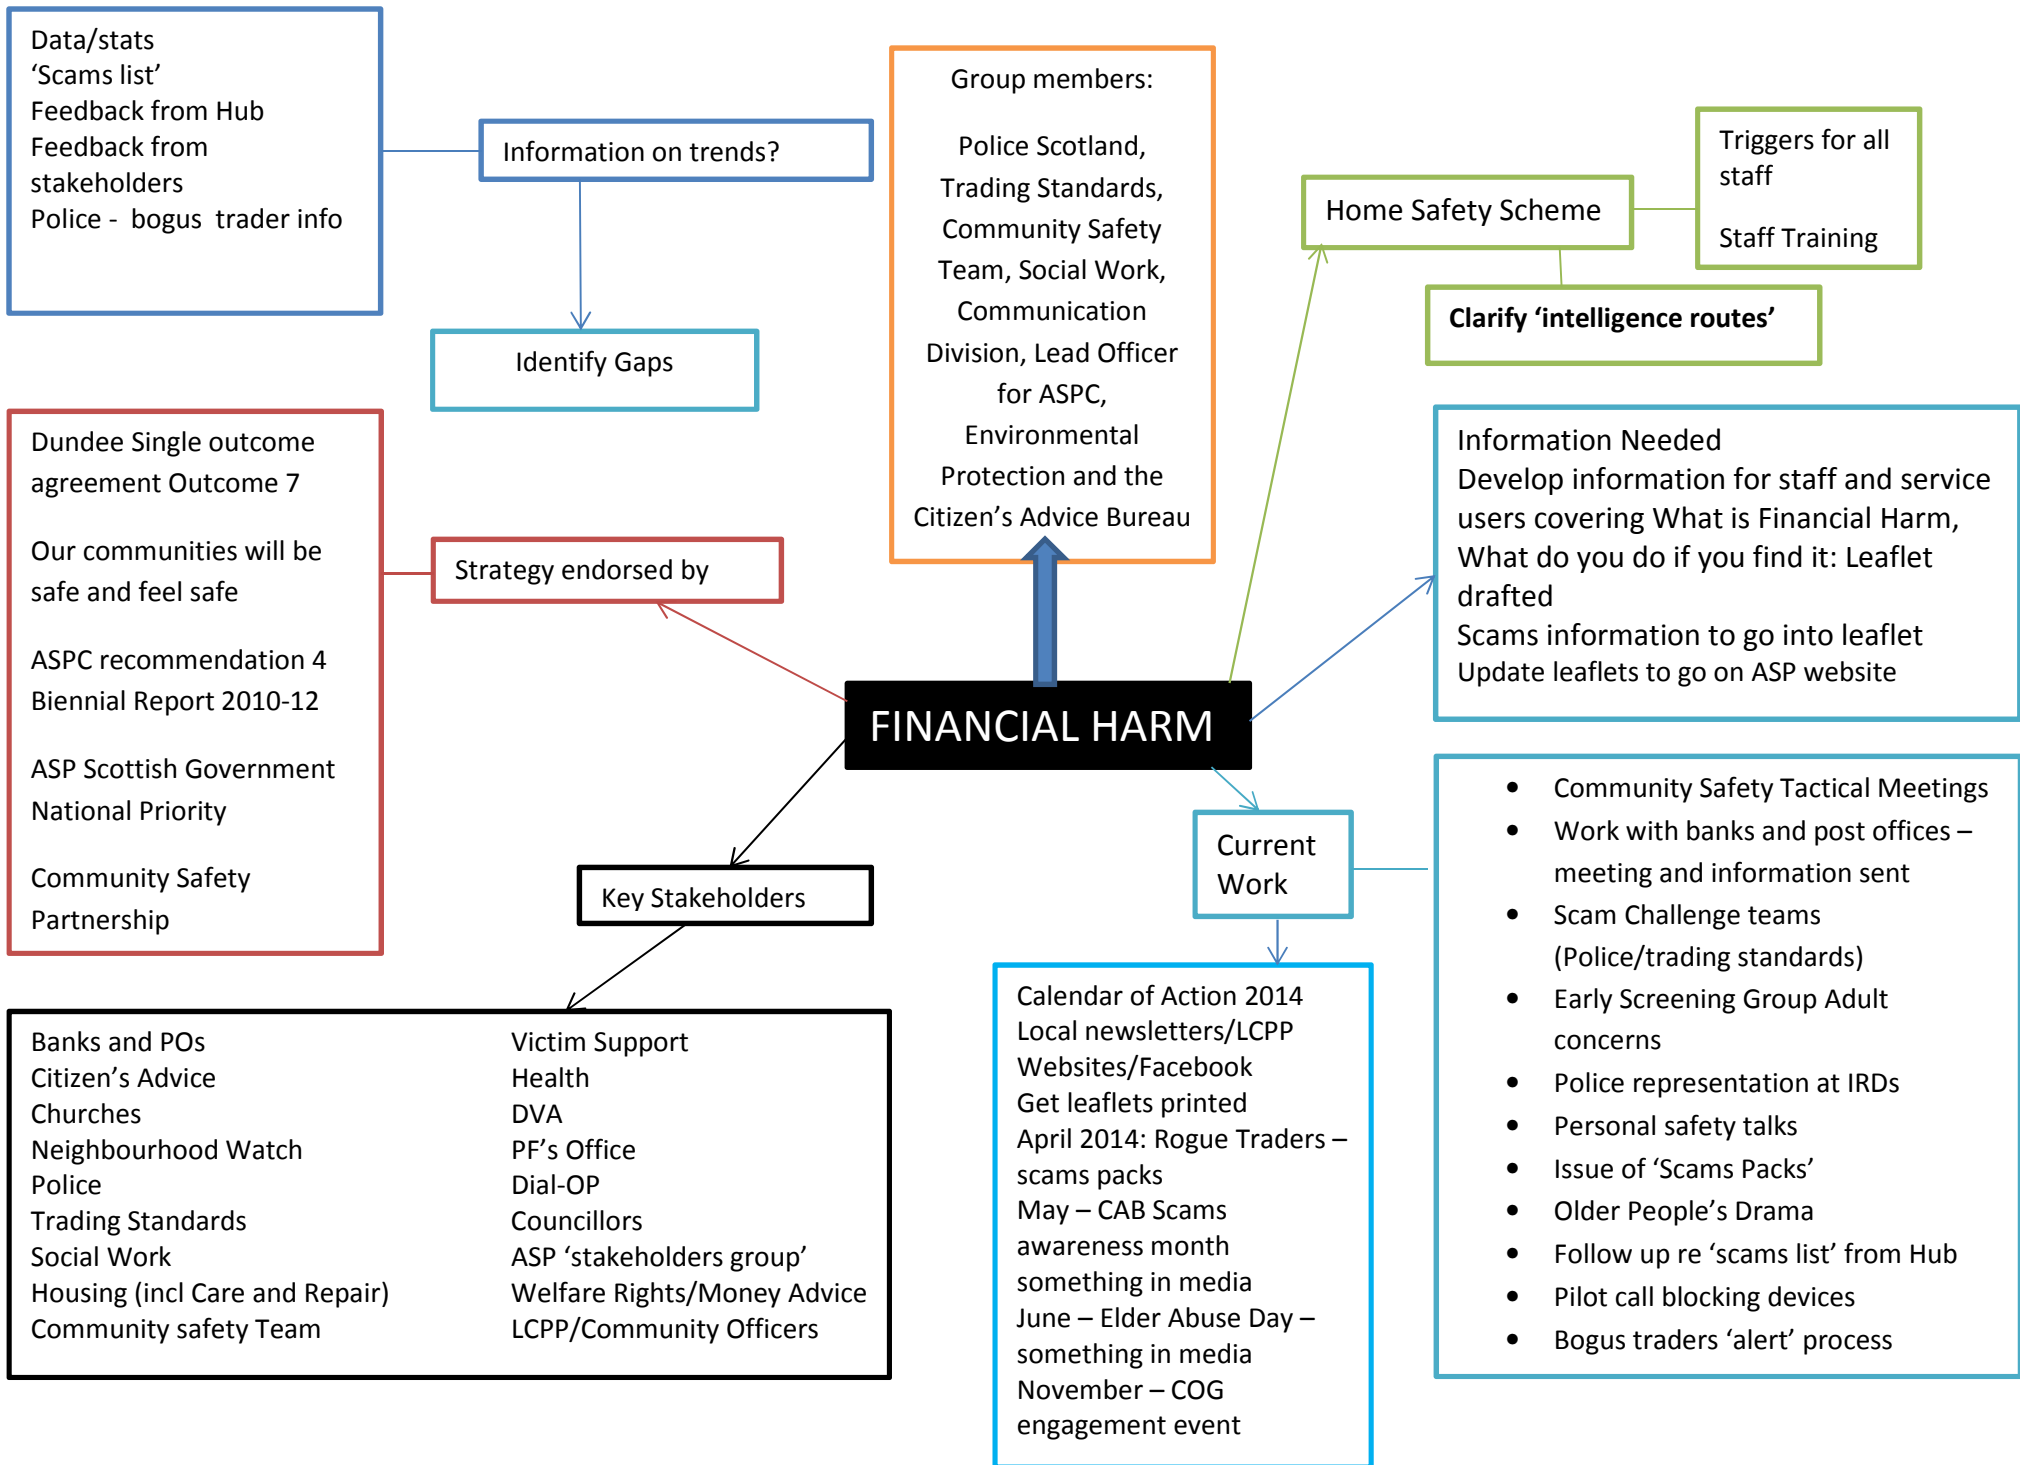 Data/stats
‘Scams list’
Feedback from Hub
Feedback from
stakeholders
Police -  bogus  trader info
Information on trends?
Identify Gaps
Group members:
Police Scotland,
Trading Standards,
Community Safety
Team, Social Work,
Communication
Division, Lead Officer
for ASPC,
Environmental
Protection and the
Citizen’s Advice Bureau
Home Safety Scheme
Triggers for all
staff
Staff Training
Clarify ‘intelligence routes’
Dundee Single outcome
agreement Outcome 7
Our communities will be
safe and feel safe
ASPC recommendation 4
Biennial Report 2010-12
ASP Scottish Government
National Priority
Community Safety
Partnership
Strategy endorsed by
Information Needed
Develop information for staff and service
users covering What is Financial Harm,
What do you do if you find it: Leaflet
drafted
Scams information to go into leaflet
Update leaflets to go on ASP website
FINANCIAL HARM
Key Stakeholders
Current
Work
• Community Safety Tactical Meetings
• Work with banks and post offices –
meeting and information sent
• Scam Challenge teams
(Police/trading standards)
• Early Screening Group Adult
concerns
• Police representation at IRDs
• Personal safety talks
• Issue of ‘Scams Packs’
• Older People’s Drama
• Follow up re ‘scams list’ from Hub
• Pilot call blocking devices
• Bogus traders ‘alert’ process
Banks and POs
Citizen’s Advice
Churches
Neighbourhood Watch
Police
Trading Standards
Social Work
Housing (incl Care and Repair)
Community safety Team
Victim Support
Health
DVA
PF’s Office
Dial-OP
Councillors
ASP ‘stakeholders group’
Welfare Rights/Money Advice
LCPP/Community Officers
Calendar of Action 2014
Local newsletters/LCPP
Websites/Facebook
Get leaflets printed
April 2014: Rogue Traders –
scams packs
May – CAB Scams
awareness month
something in media
June – Elder Abuse Day –
something in media
November – COG
engagement event